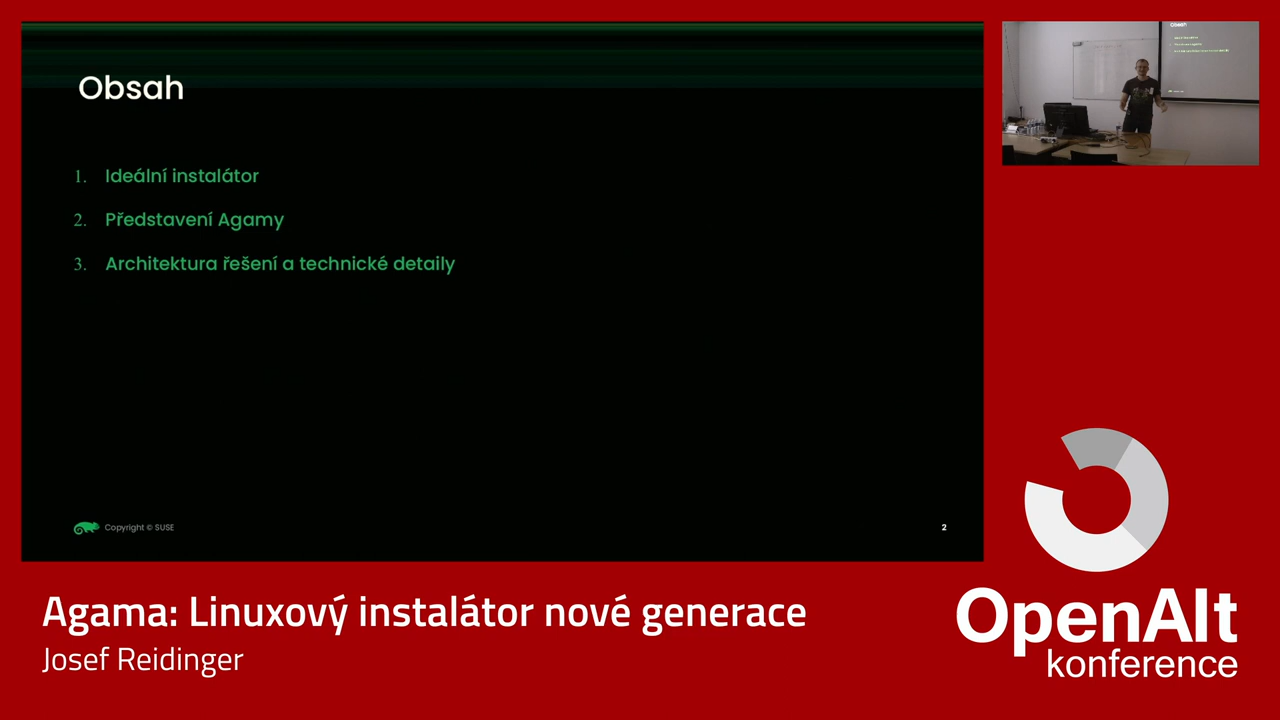 Obsah
1. Ideální instalátor
2. Představení Agamy
3. Architektura řešení a technické detaily
Copyright © SUSE
2
Agama: Linuxový instalátor nové generace
Josef Reidinger
OpenAlt
konference
Obsah